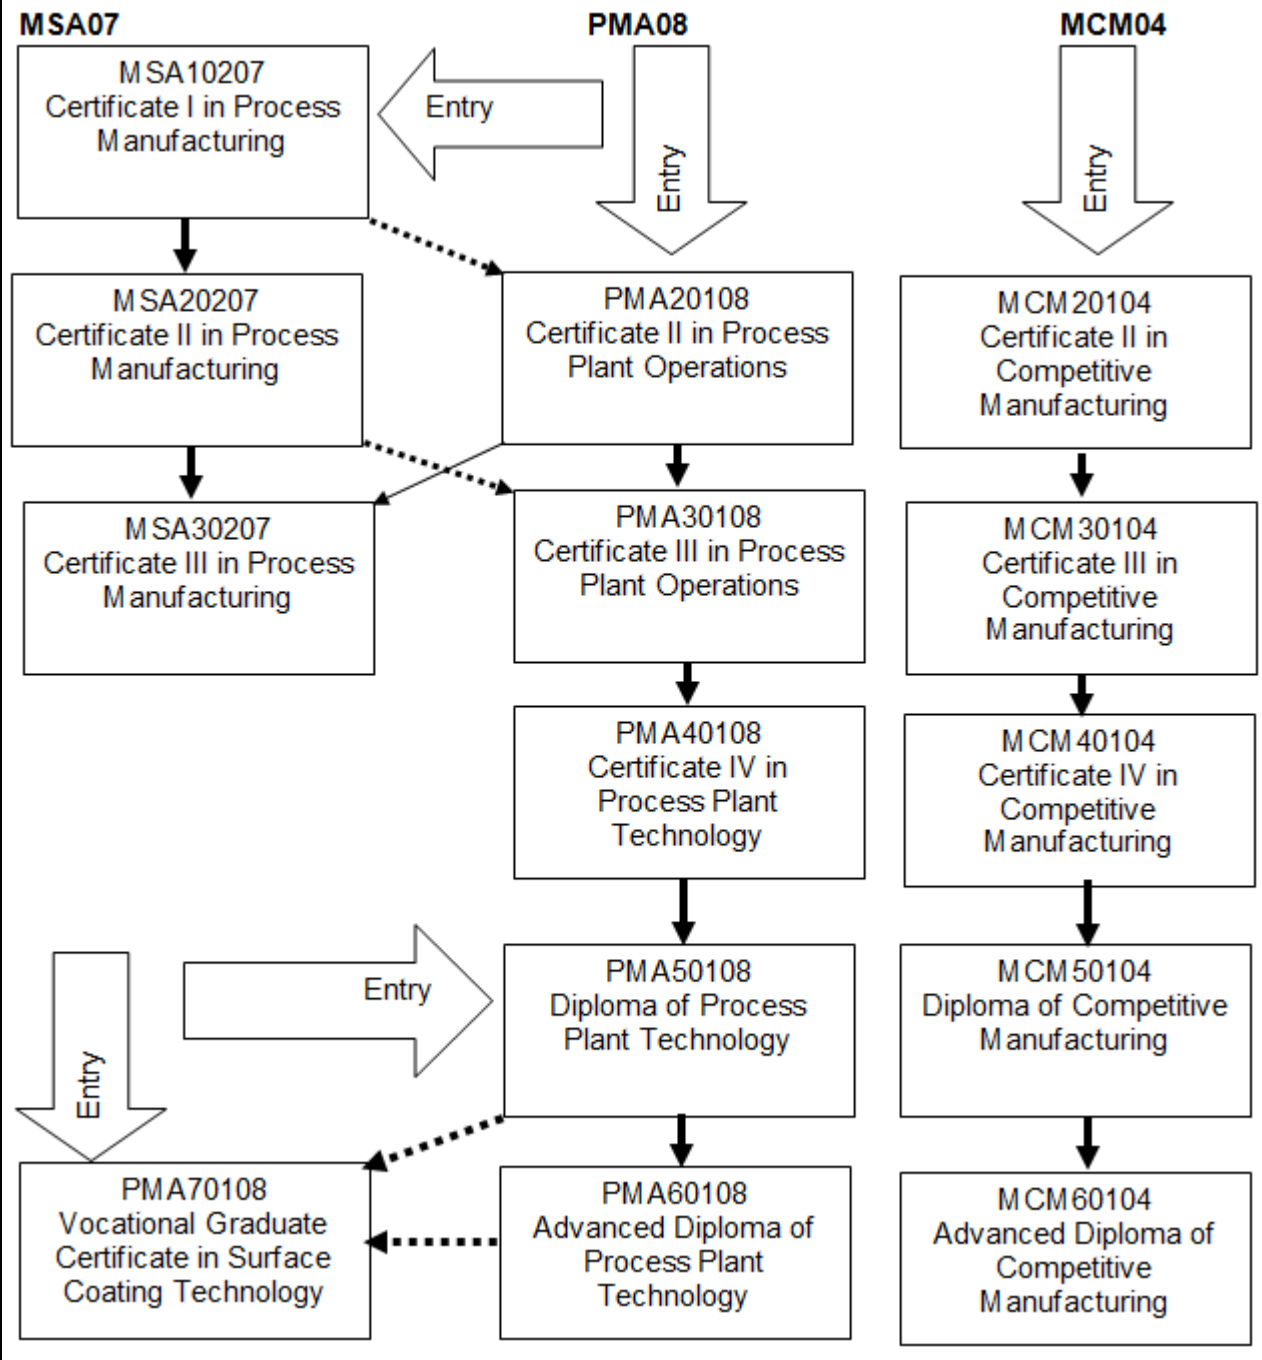 MSA07
PMA08
MCM04
MSA10207
Certificate I in Process
Manufacturing
Entry
Entry
Entry
MSA20207
Certificate II in Process
Manufacturing
PMA20108
Certificate II in Process
Plant Operations
MCM20104
Certificate II in
Competitive
Manufacturing
MSA30207
Certificate III in Process
Manufacturing
PMA30108
Certificate III in Process
Plant Operations
MCM30104
Certificate III in
Competitive
Manufacturing
PMA40108
Certificate IV in
Process Plant
Technology
MCM40104
Certificate IV in
Competitive
Manufacturing
Entry
Entry
PMA50108
Diploma of Process
Plant Technology
MCM50104
Diploma of Competitive
Manufacturing
PMA70108
Vocational Graduate
Certificate in Surface
Coating Technology
PMA60108
Advanced Diploma of
Process Plant
Technology
MCM60104
Advanced Diploma of
Competitive
Manufacturing